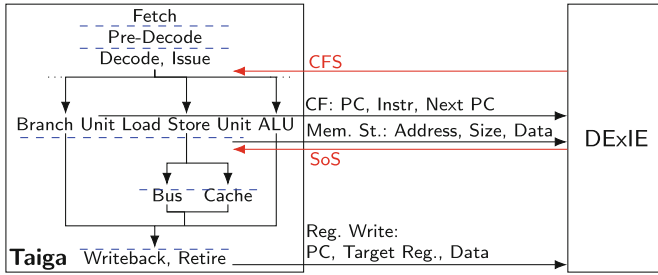 Fetch
Pre-Decode
Decode, Issue
CFS
CF: PC, Instr, Next PC
Branch Unit Load Store Unit ALU
Mem. St.: Address, Size, Data
DExIE
SoS
Bus Cache
Reg. Write:
PC, Target Reg., Data
Taiga Writeback, Retire